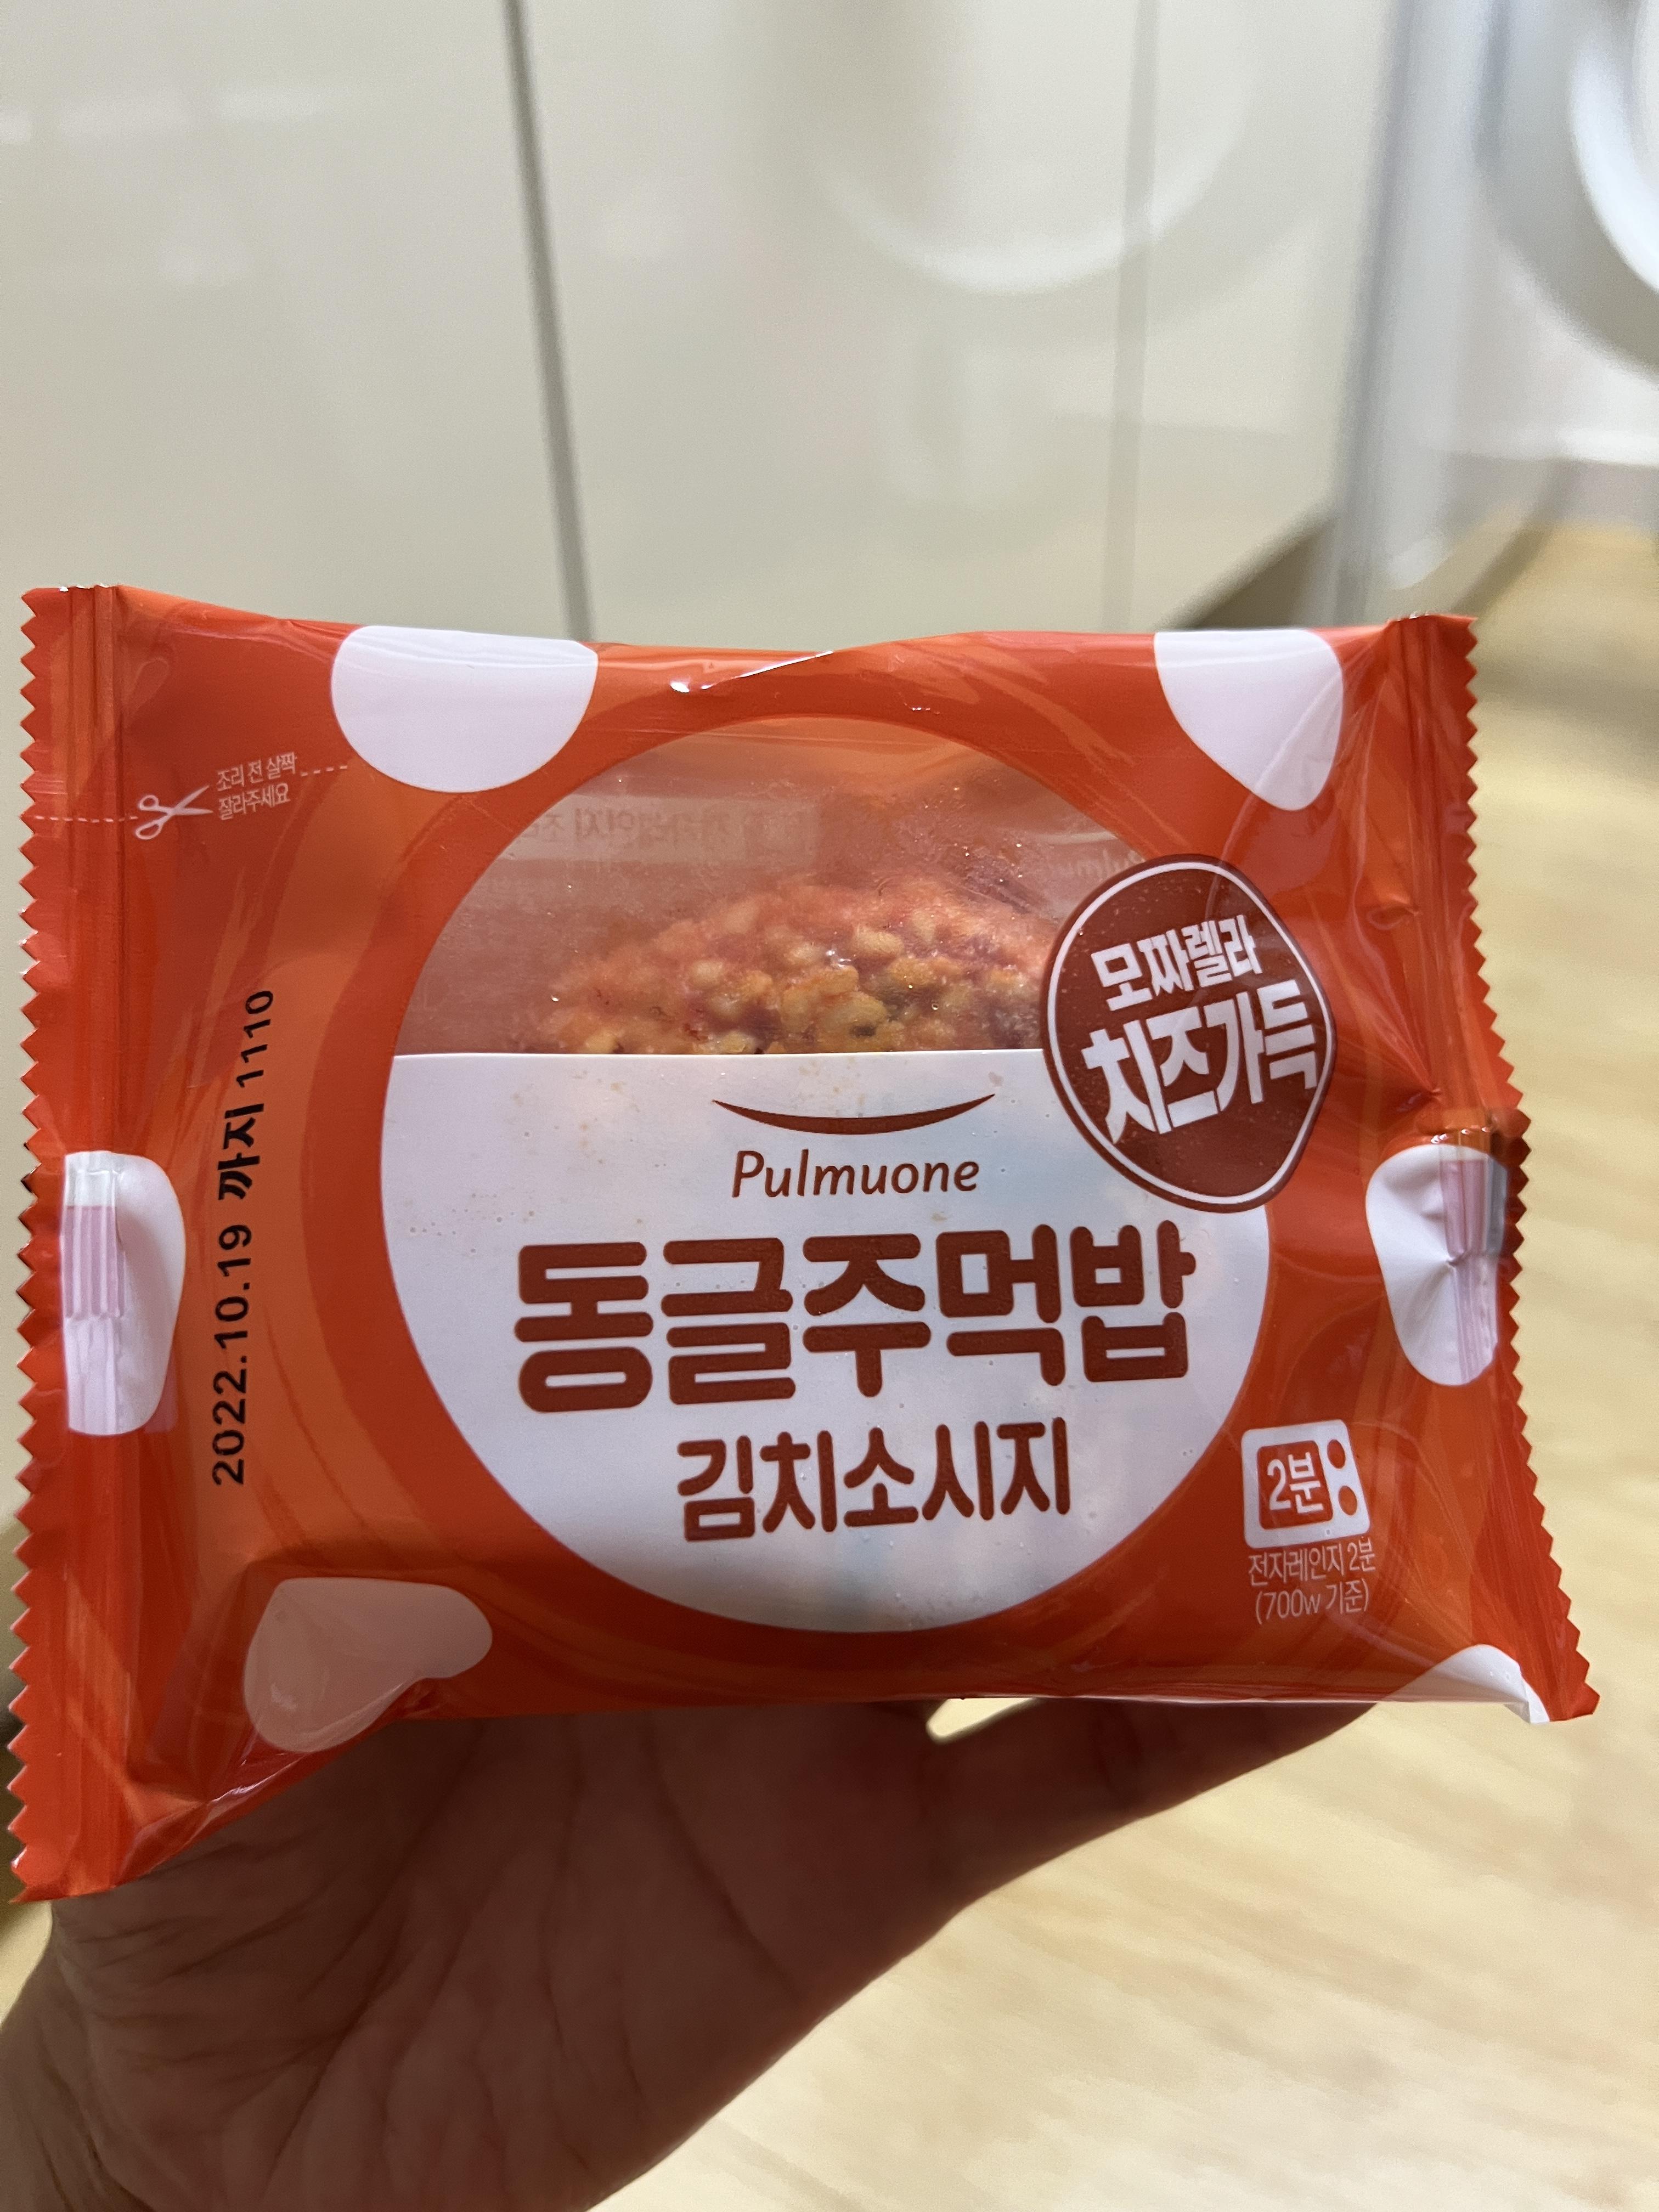 조리 전 살짝
잘라주세요
모짜렐라
치즈가득
2022.10.19 까지 1110
Pulmuone
동글주먹밥
김치소시지
2분
전자레인지 2분
(700w 기준)